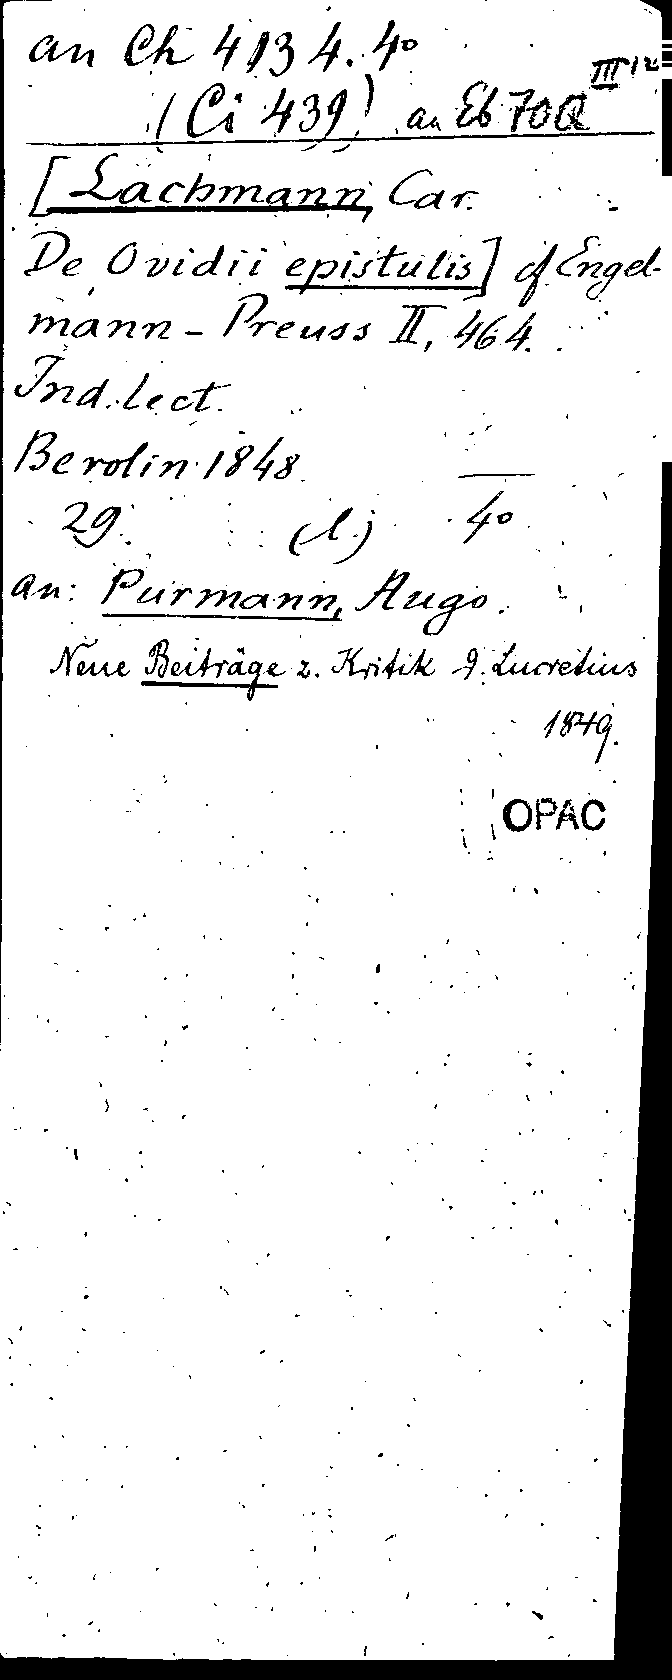 an Ch 4134.4°
(Ci 439) an Eb 70Q III 12
[Lachmann, Car.
De Ovidii epistulis] cf Engel-
mann - Preuss II, 464.
Ind. lect.
Berolin 1848
29. (l.) 4°
an: Purmann, Hugo.
Neue Beiträge z. Kritik d. Lucretius
1849.
OPAC